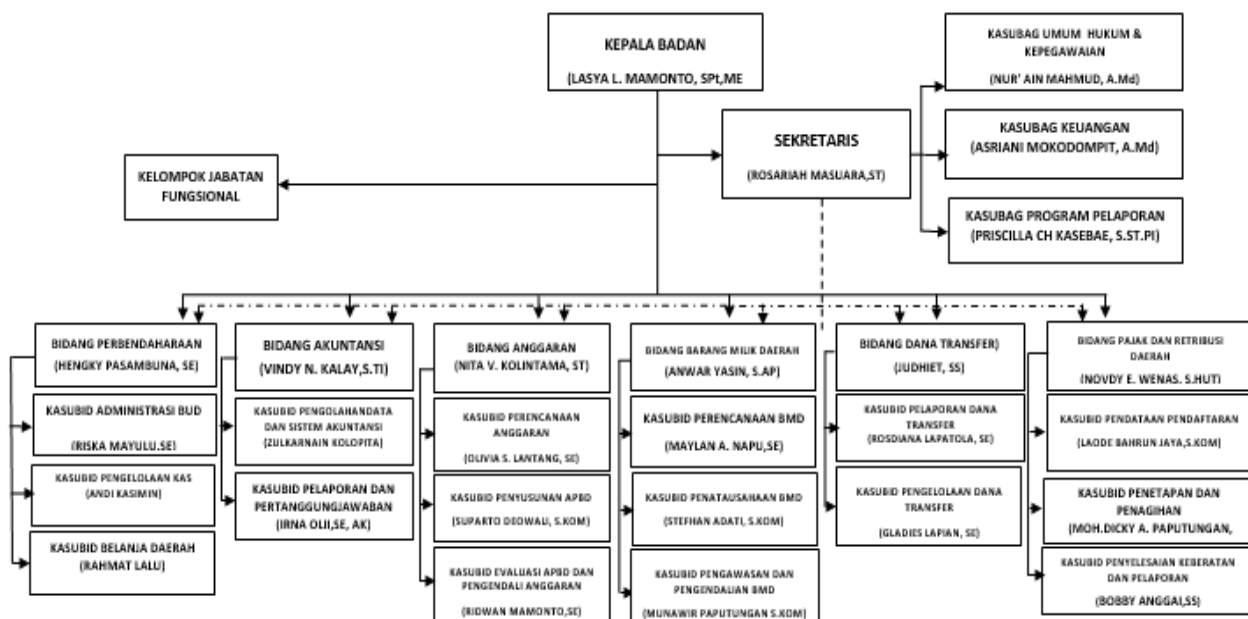 KEPALA BADAN
(LASYA L. MAMONTO, SPt,ME
KASUBAG UMUM HUKUM &
KEPEGAWAIAN
(NUR' AIN MAHMUD, A.Md)
SEKRETARIS
(ROSARIAH MASUARA,ST)
KASUBAG KEUANGAN
(ASRIANI MOKODOMPIT, A.Md)
KELOMPOK JABATAN
FUNGSIONAL
KASUBAG PROGRAM PELAPORAN
(PRISCILLA CH KASEBAE, S.ST.PI)
BIDANG PERBENDAHARAAN
(HENGKY PASAMBUNA, SE)
KASUBID ADMINISTRASI BUD
(RISKA MAYULU.SE)
KASUBID PENGELOLAAN KAS
(ANDI KASIMIN)
KASUBID BELANJA DAERAH
(RAHMAT LALU)
BIDANG AKUNTANSI
(VINDY N. KALAY,S.TI)
KASUBID PENGOLAHANDATA
DAN SISTEM AKUNTANSI
(ZULKARNAIN KOLOPITA)
KASUBID PELAPORAN DAN
PERTANGGUNGJAWABAN
(IRNA OLII,SE, AK)
BIDANG ANGGARAN
(NITA V. KOLINTAMA, ST)
KASUBID PERENCANAAN
ANGGARAN
(OLIVIA S. LANTANG, SE)
KASUBID PENYUSUNAN APBD
(SUPARTO DEOWALI, S.KOM)
KASUBID EVALUASI APBD DAN
PENGENDALI ANGGARAN
(RIDWAN MAMONTO,SE)
BIDANG BARANG MILIK DAERAH
(ANWAR YASIN, S.AP)
KASUBID PERENCANAAN BMD
(MAYLAN A. NAPU,SE)
KASUBID PENATAUSAHAAN BMD
(STEFHAN ADATI, S.KOM)
KASUBID PENGAWASAN DAN
PENGENDALIAN BMD
(MUNAWIR PAPUTUNGAN S.KOM)
BIDANG DANA TRANSFER)
(JUDHIET, SS)
KASUBID PELAPORAN DANA
TRANSFER
(ROSDIANA LAPATOLA, SE)
KASUBID PENGELOLAAN DANA
TRANSFER
(GLADIES LAPIAN, SE)
BIDANG PAJAK DAN RETRIBUSI
DAERAH
(NOVDY E. WENAS. S.HUT)
KASUBID PENDATAAN PENDAFTARAN
(LAODE BAHRUN JAYA,S.KOM)
KASUBID PENETAPAN DAN
PENAGIHAN
(MOH.DICKY A. PAPUTUNGAN,
KASUBID PENYELESAIAN KEBERATAN
DAN PELAPORAN
(BOBBY ANGGAI,SS)